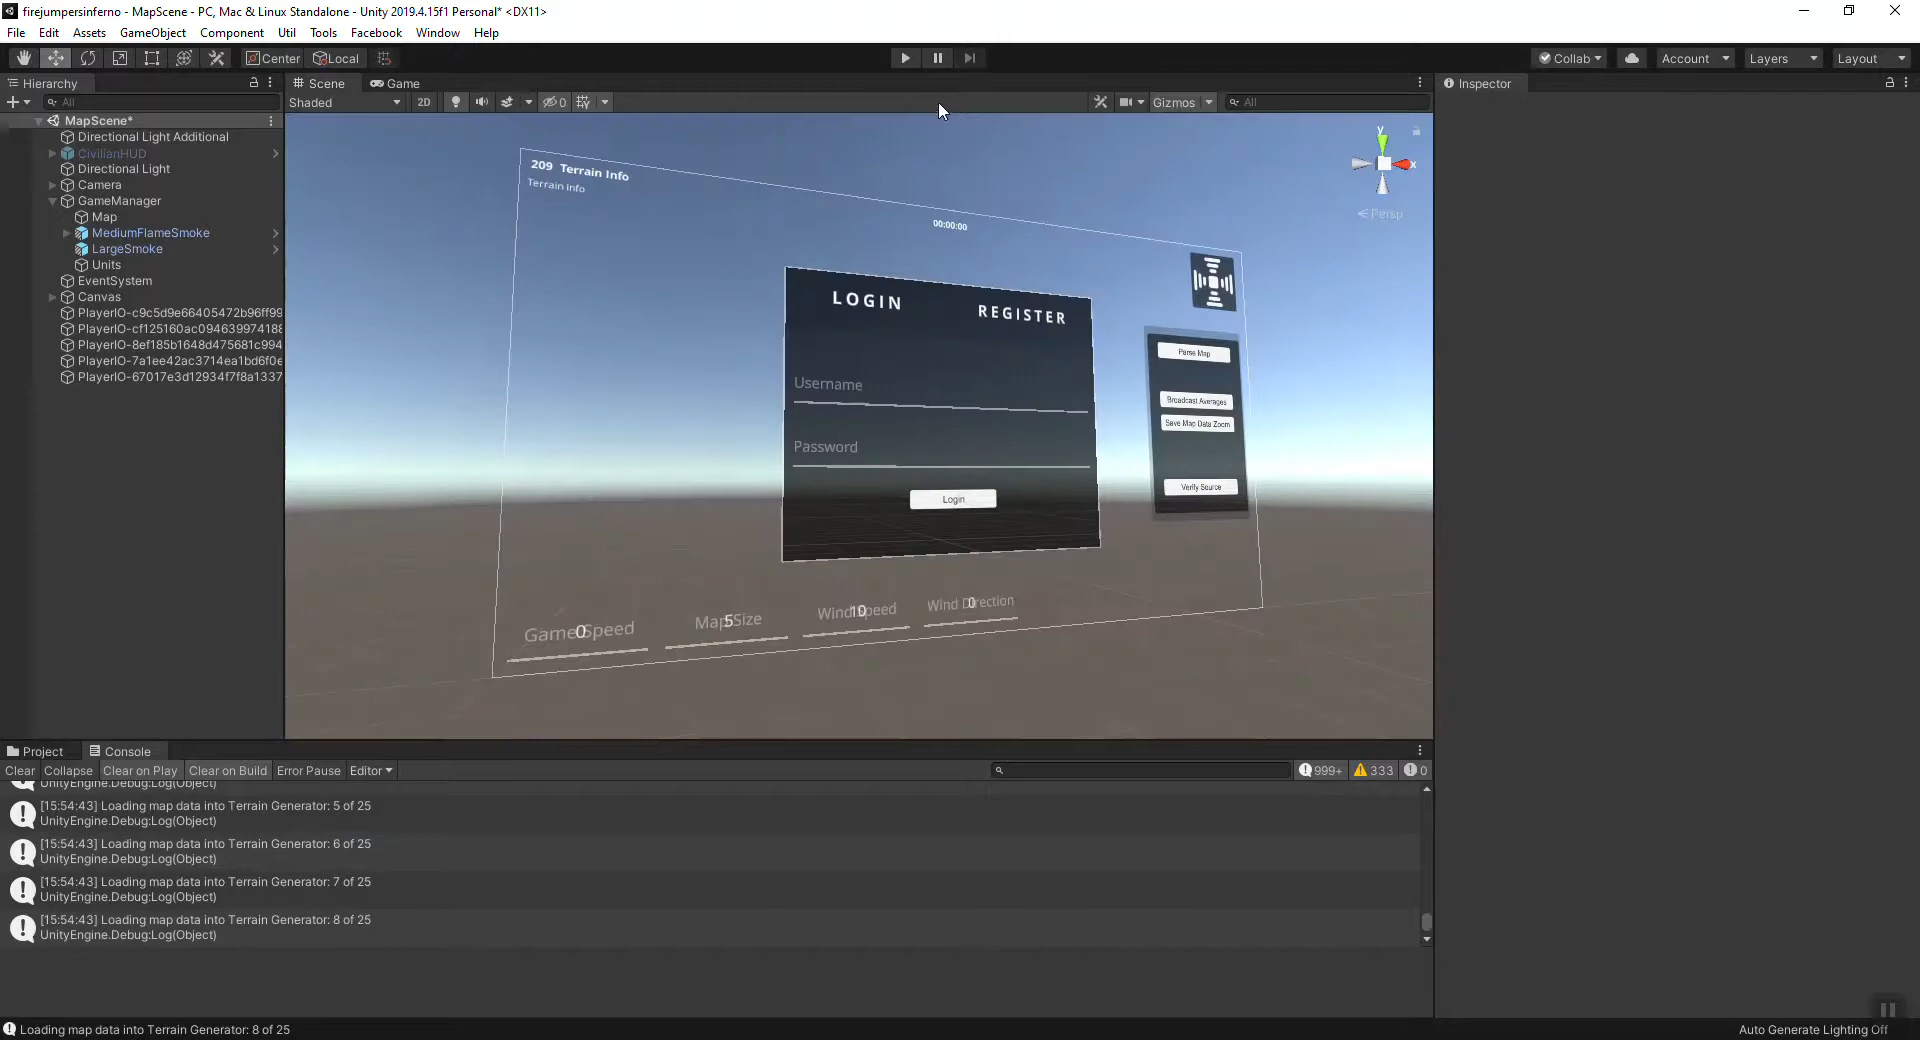 firejumpersinferno - MapScene - PC, Mac & Linux Standalone - Unity 2019.4.15f1 Personal* <DX11>
File Edit Assets GameObject Component Util Tools Facebook Window Help
Center Local
Collab Account Layers Layout
Hierarchy
Scene Game
Inspector
All
Shaded 2D 0 Gizmos All
MapScene*
Directional Light Additional
CivilianHUD
Directional Light
Camera
GameManager
Map
MediumFlameSmoke
LargeSmoke
Units
EventSystem
Canvas
PlayerIO-c9c5d9e66405472b96ff99
PlayerIO-cf125160ac094639974188
PlayerIO-8ef185b1648d475681c994
PlayerIO-7a1ee42ac3714ea1bd6f0e
PlayerIO-67017e3d12934f7f8a1337
y
x
Persp
209 Terrain Info
Terrain Info
00:00:00
LOGIN REGISTER
Username
Password
Login
Parse Map
Broadcast Averages
Save Map Data Zoom
Verify Source
Game Speed 0
Map Size 5
Wind Speed 10
Wind Direction 0
Project Console
Clear Collapse Clear on Play Clear on Build Error Pause Editor 999+ 333 0
UnityEngine.Debug:Log(Object)
[15:54:43] Loading map data into Terrain Generator: 5 of 25
UnityEngine.Debug:Log(Object)
[15:54:43] Loading map data into Terrain Generator: 6 of 25
UnityEngine.Debug:Log(Object)
[15:54:43] Loading map data into Terrain Generator: 7 of 25
UnityEngine.Debug:Log(Object)
[15:54:43] Loading map data into Terrain Generator: 8 of 25
UnityEngine.Debug:Log(Object)
Loading map data into Terrain Generator: 8 of 25
Auto Generate Lighting Off